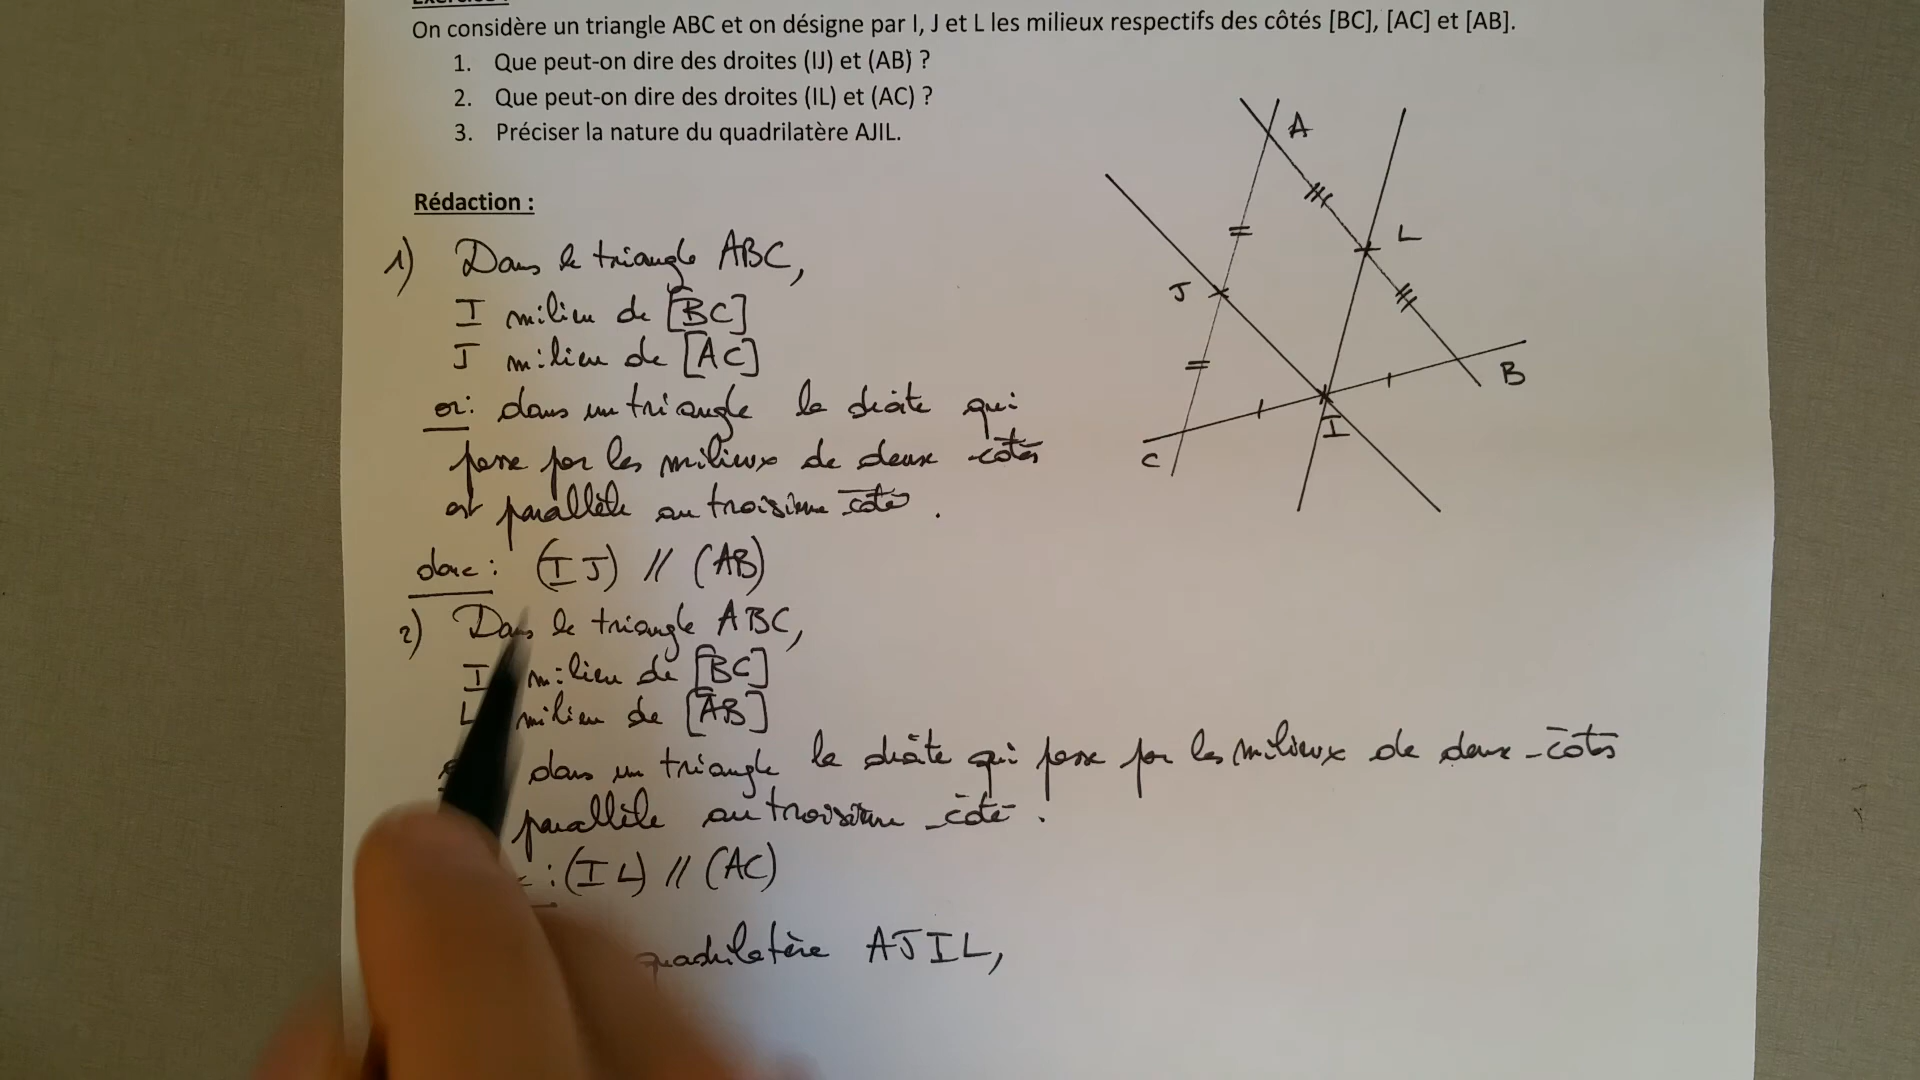 Exercice :
On considère un triangle ABC et on désigne par I, J et L les milieux respectifs des côtés [BC], [AC] et [AB].
1. Que peut-on dire des droites (IJ) et (AB) ?
2. Que peut-on dire des droites (IL) et (AC) ?
3. Préciser la nature du quadrilatère AJIL.
Rédaction :
1) Dans le triangle ABC,
I milieu de [BC]
J milieu de [AC]
or: dans un triangle la droite qui
passe par les milieux de deux côtés
est parallèle au troisième côté.
donc : (IJ) // (AB)
2) Dans le triangle ABC,
I milieu de [BC]
L milieu de [AB]
dans un triangle la droite qui passe par les milieux de deux côtés
parallèle au troisième côté.
: (IL) // (AC)
quadrilatère AJIL,
A
L
J
B
I
C